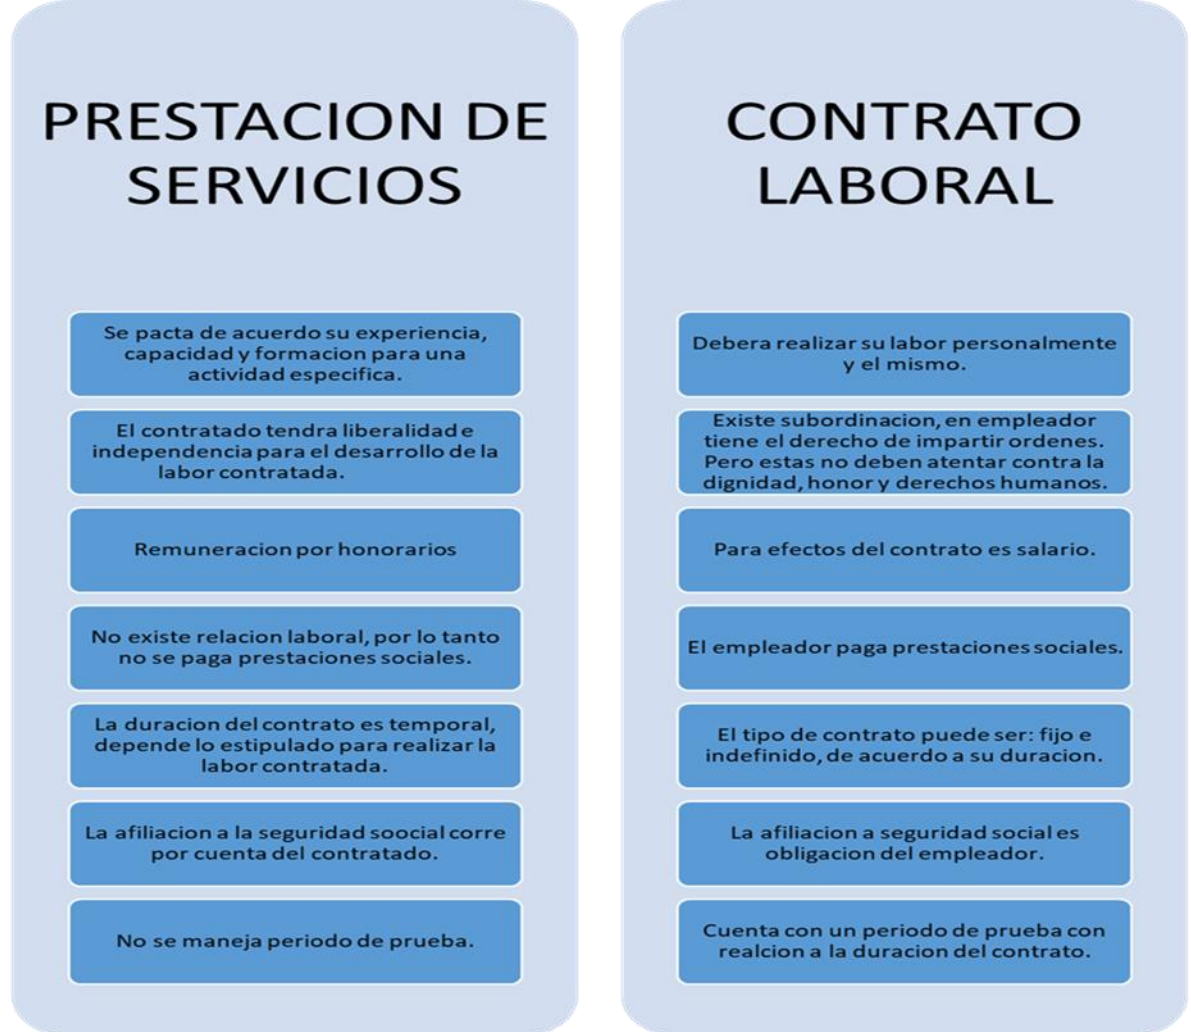 PRESTACION DE
SERVICIOS
Se pacta de acuerdo su experiencia,
capacidad y formacion para una
actividad especifica.
El contratado tendra liberalidad e
independencia para el desarrollo de la
labor contratada.
Remuneracion por honorarios
No existe relacion laboral, por lo tanto
no se paga prestaciones sociales.
La duracion del contrato es temporal,
depende lo estipulado para realizar la
labor contratada.
La afiliacion a la seguridad soocial corre
por cuenta del contratado.
No se maneja periodo de prueba.
CONTRATO
LABORAL
Debera realizar su labor personalmente
y el mismo.
Existe subordinacion, en empleador
tiene el derecho de impartir ordenes.
Pero estas no deben atentar contra la
dignidad, honor y derechos humanos.
Para efectos del contrato es salario.
El empleador paga prestaciones sociales.
El tipo de contrato puede ser: fijo e
indefinido, de acuerdo a su duracion.
La afiliacion a seguridad social es
obligacion del empleador.
Cuenta con un periodo de prueba con
realcion a la duracion del contrato.